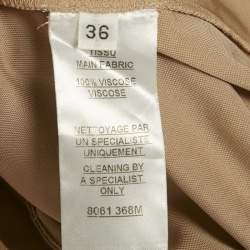 36
TISSU
MAIN FABRIC
100% VISCOSE
VISCOSE
NETTOYAGE PAR
UN SPECIALISTE
UNIQUEMENT
CLEANING BY
A SPECIALIST
ONLY
8061 368M